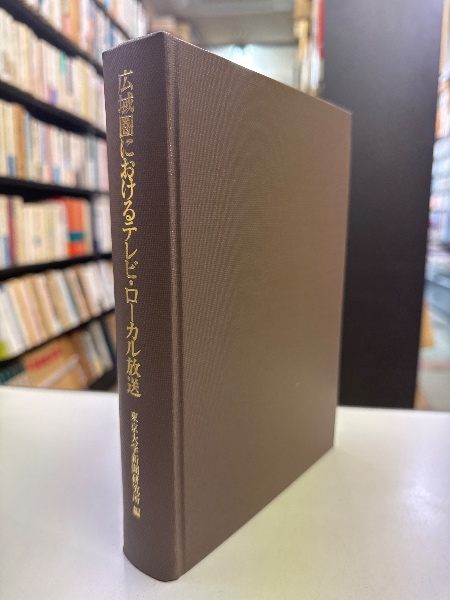 広域圏におけるテレビ・ローカル放送
東京大学新聞研究所 編